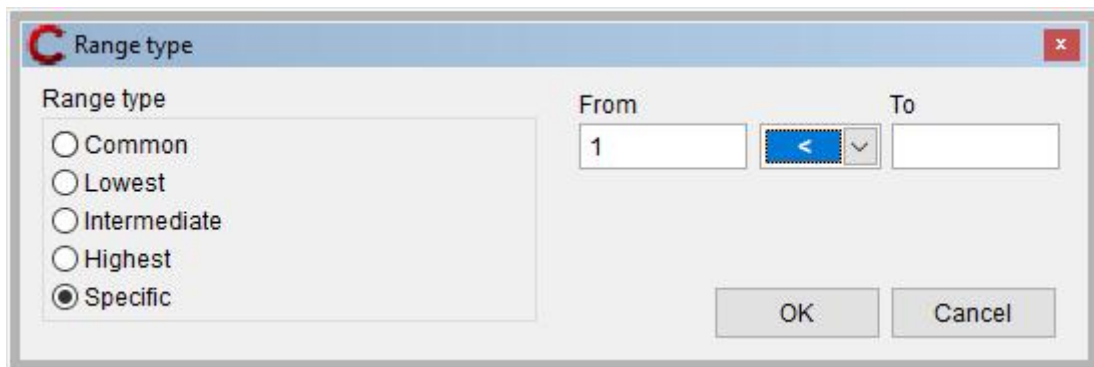 Range type
Range type
Common
Lowest
Intermediate
Highest
Specific
From To
1 <
OK Cancel